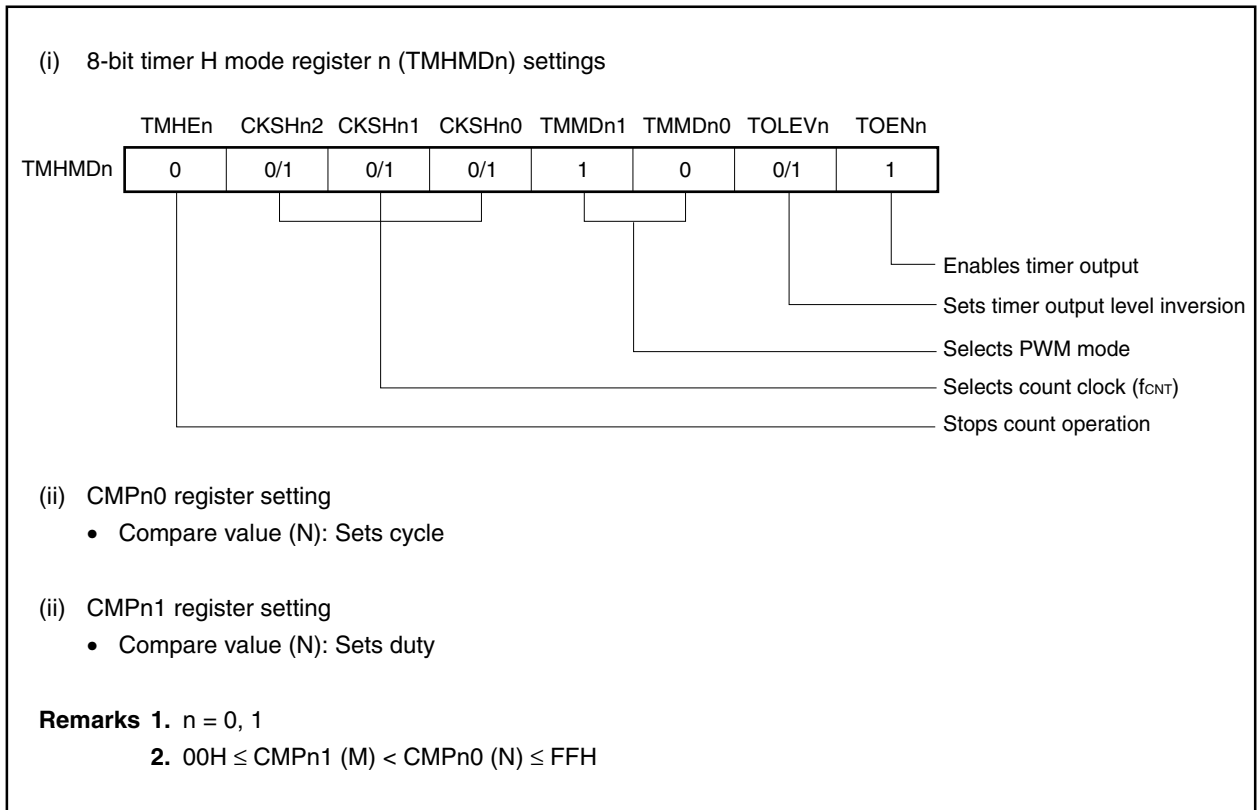 (i) 8-bit timer H mode register n (TMHMDn) settings
TMHEn CKSHn2 CKSHn1 CKSHn0 TMMDn1 TMMDn0 TOLEVn TOENn
TMHMDn 0 0/1 0/1 0/1 1 0 0/1 1
Enables timer output
Sets timer output level inversion
Selects PWM mode
Selects count clock (fCNT)
Stops count operation
(ii) CMPn0 register setting
• Compare value (N): Sets cycle
(ii) CMPn1 register setting
• Compare value (N): Sets duty
Remarks 1. n = 0, 1
2. 00H ≤ CMPn1 (M) < CMPn0 (N) ≤ FFH